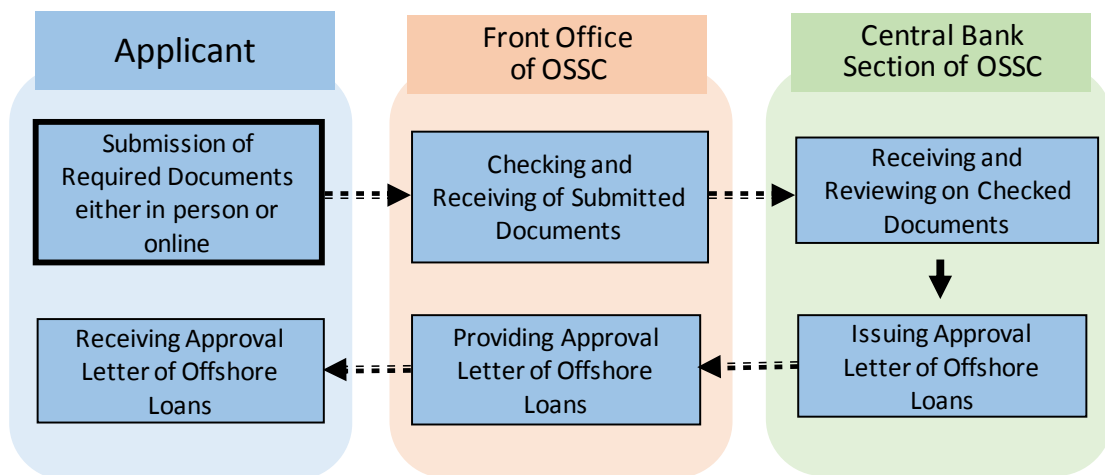 Applicant
Front Office
of OSSC
Central Bank
Section of OSSC
Submission of
Required Documents
either in person or
online
Checking and
Receiving of Submitted
Documents
Receiving and
Reviewing on Checked
Documents
Receiving Approval
Letter of Offshore
Loans
Providing Approval
Letter of Offshore
Loans
Issuing Approval
Letter of Offshore
Loans